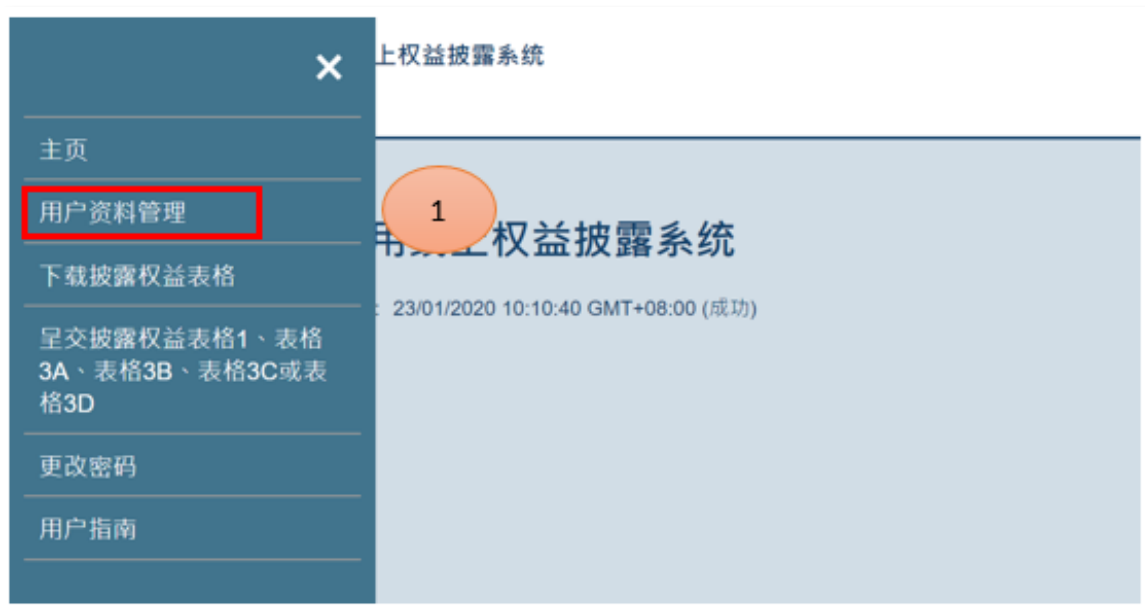 上权益披露系统
主页
用户资料管理
1
权益披露系统
下载披露权益表格
: 23/01/2020 10:10:40 GMT+08:00 (成功)
呈交披露权益表格1、表格
3A、表格3B、表格3C或表
格3D
更改密码
用户指南